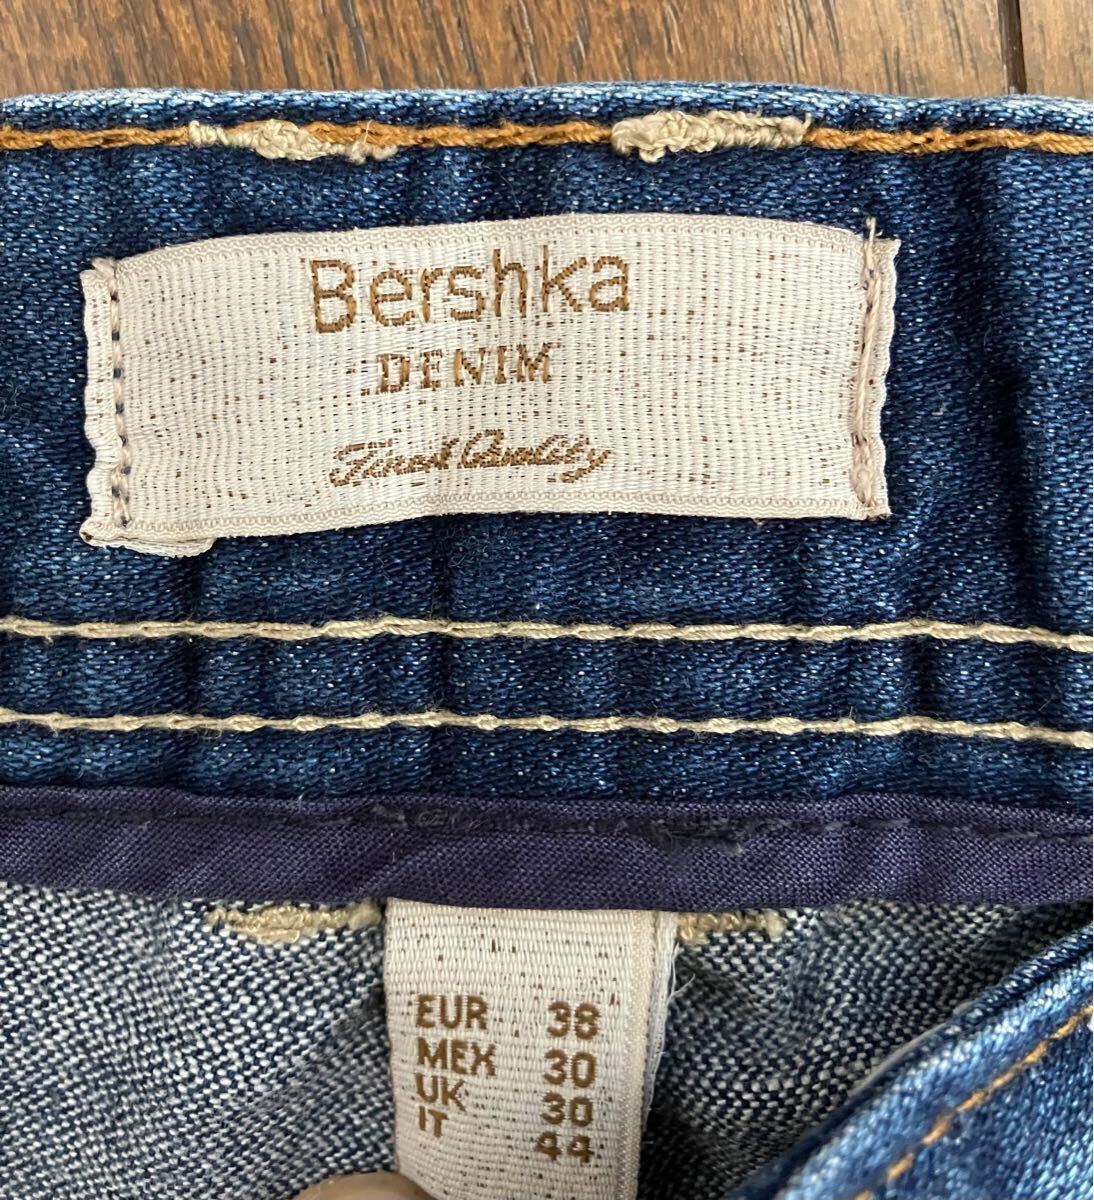 Bershka
DENIM
Finest Quality
EUR 38
MEX 30
UK 30
IT 44